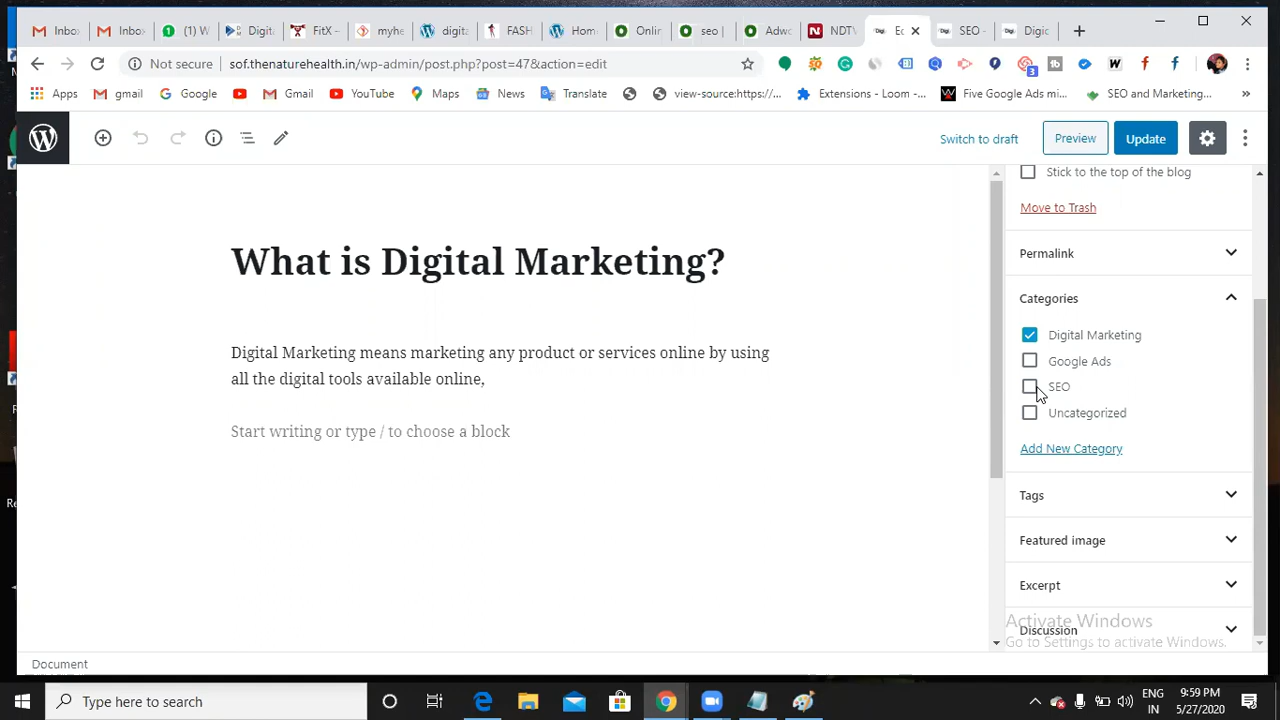 Inbo
Inbo
(1) W
Digita
FitX -
myhe
digita
FASH
Hom
Onlin
seo |
Adwo
NDTV
Ec
SEO -
Digic
Not secure
sof.thenaturehealth.in/wp-admin/post.php?post=47&action=edit
3
Apps
gmail
Google
Gmail
YouTube
Maps
News
Translate
view-source:https://...
Extensions - Loom -...
Five Google Ads mi...
SEO and Marketing...
»
Switch to draft
Preview
Update
Stick to the top of the blog
Move to Trash
What is Digital Marketing?
Permalink
Categories
Digital Marketing
Digital Marketing means marketing any product or services online by using
Google Ads
all the digital tools available online,
SEO
Uncategorized
Start writing or type / to choose a block
Add New Category
Tags
Featured image
Excerpt
Activate Windows
Discussion
Go to Settings to activate Windows.
Document
Type here to search
ENG
IN
9:59 PM
5/27/2020